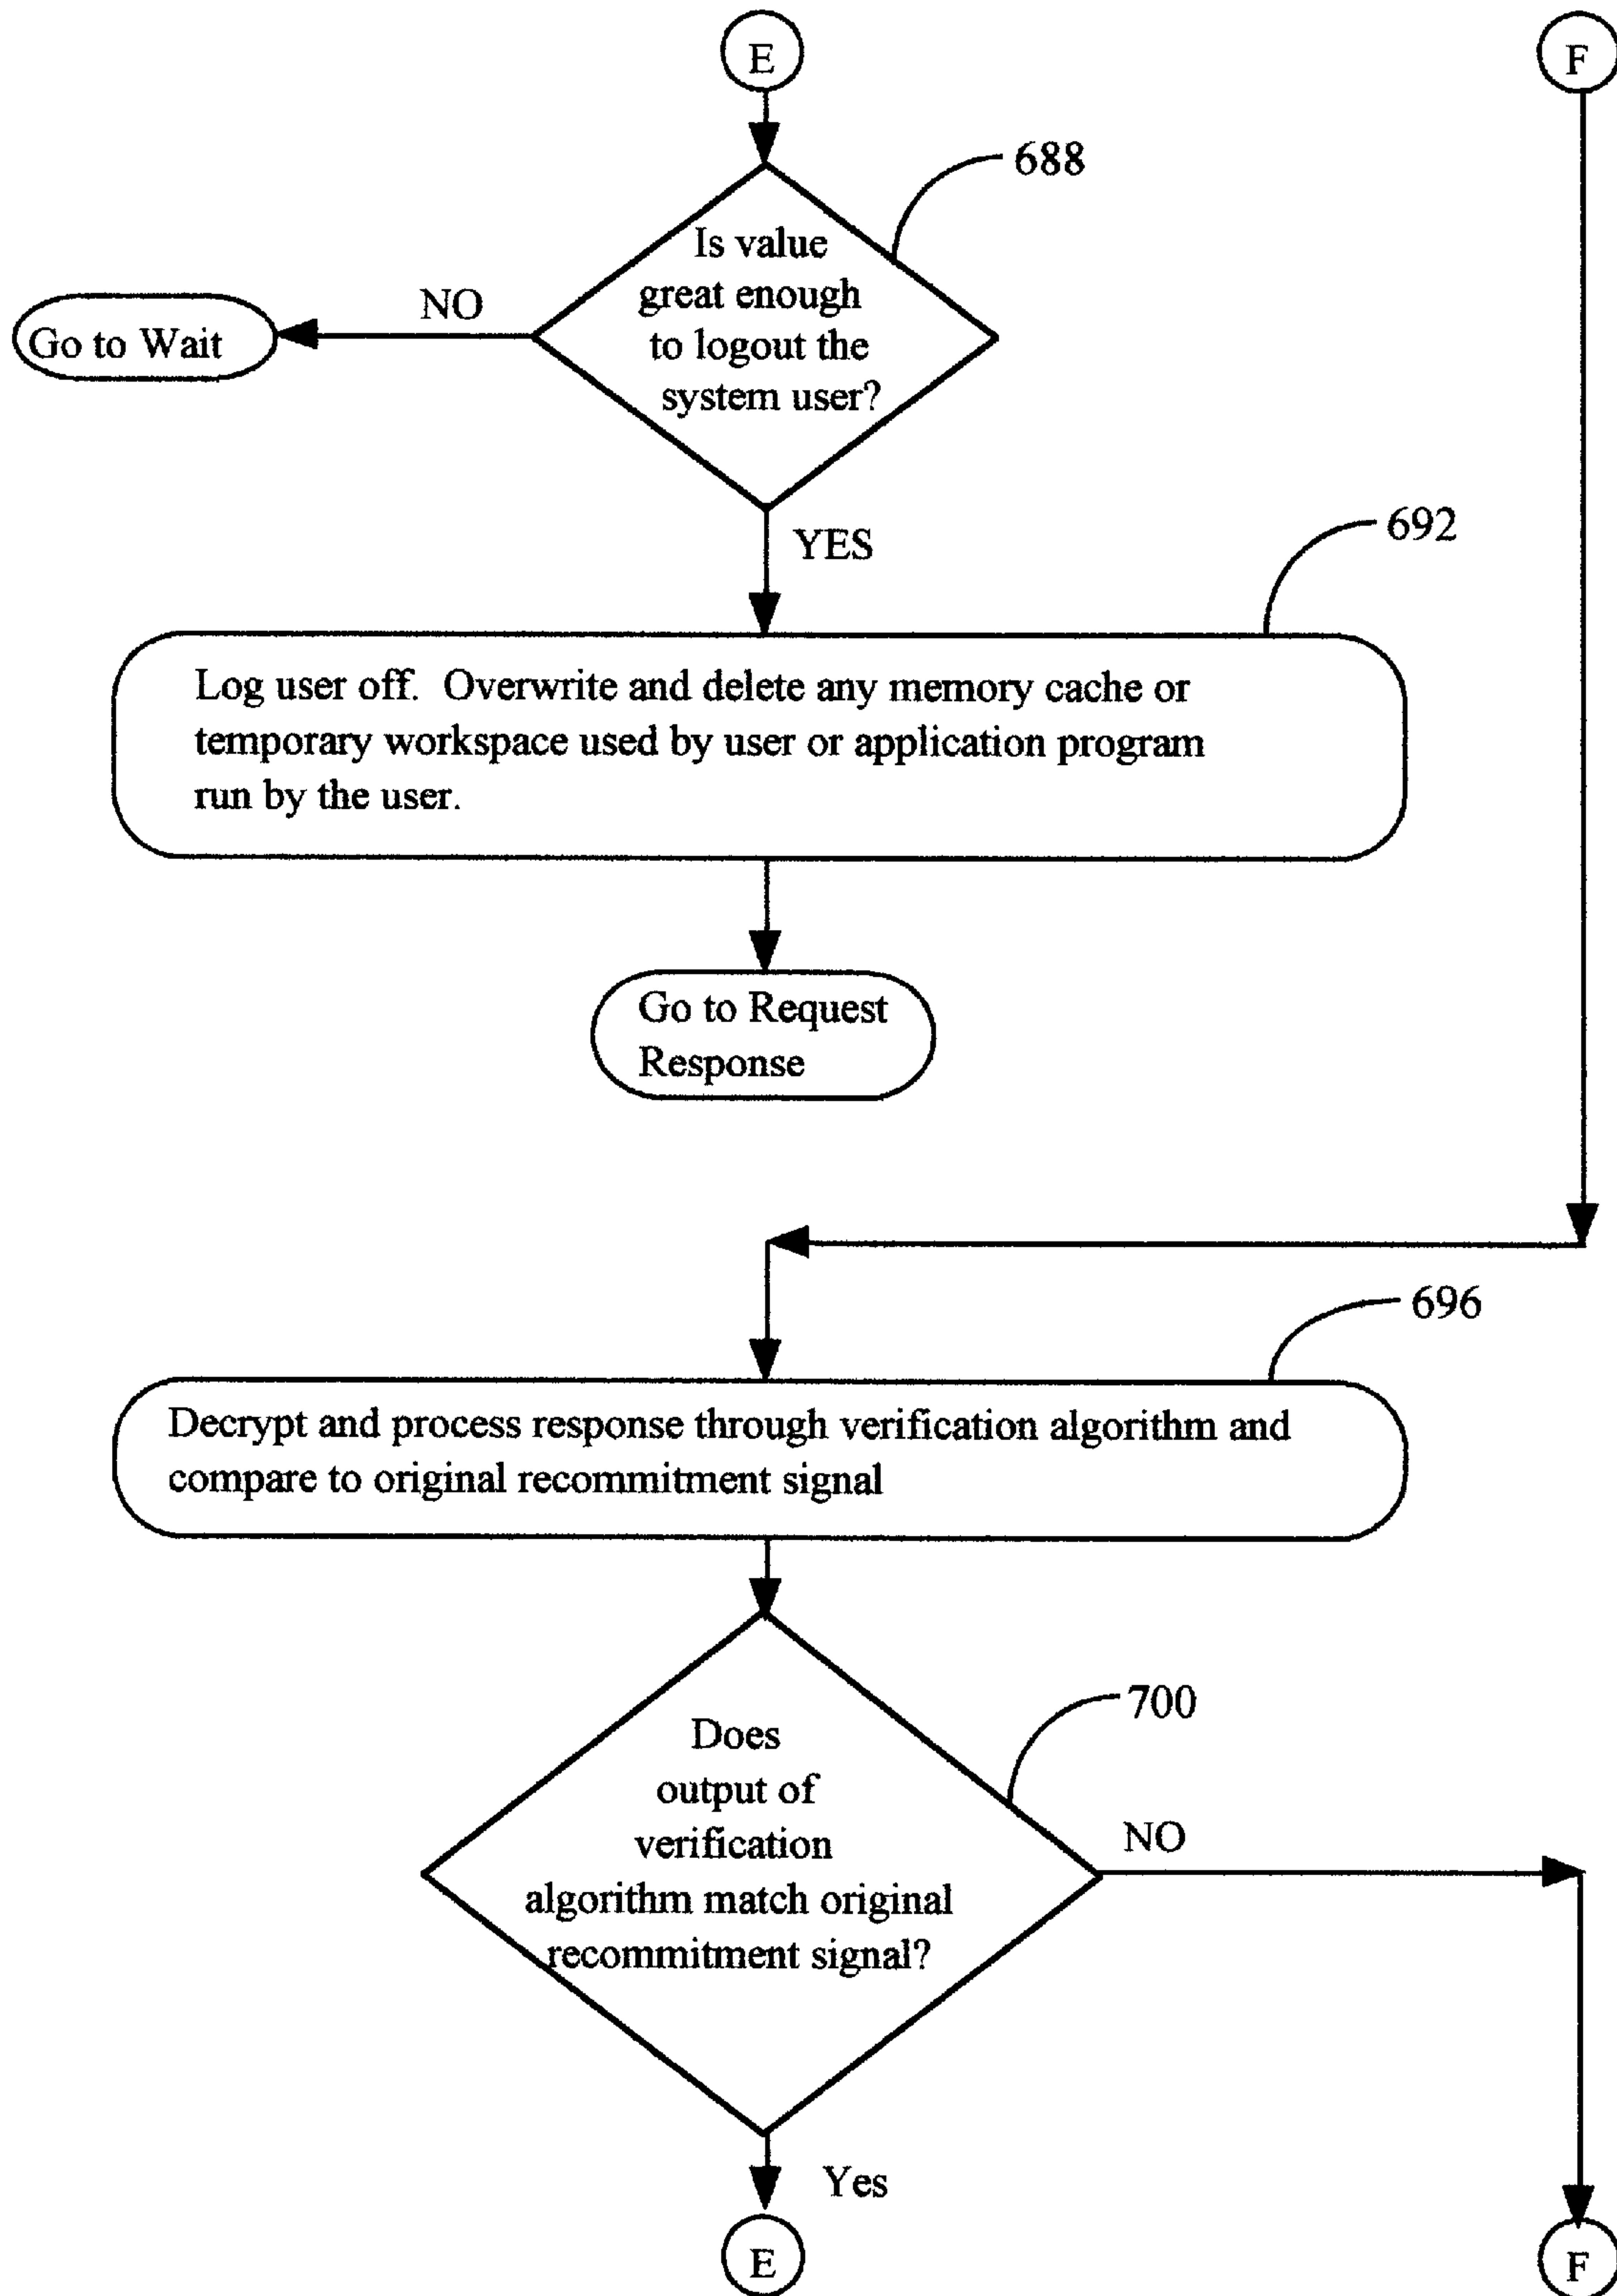 E
F
688
Is value
great enough
to logout the
system user?
NO
Go to Wait
YES
692
Log user off.  Overwrite and delete any memory cache or
temporary workspace used by user or application program
run by the user.
Go to Request
Response
696
Decrypt and process response through verification algorithm and
compare to original recommitment signal
700
Does
output of
verification
algorithm match original
recommitment signal?
NO
Yes
E
F